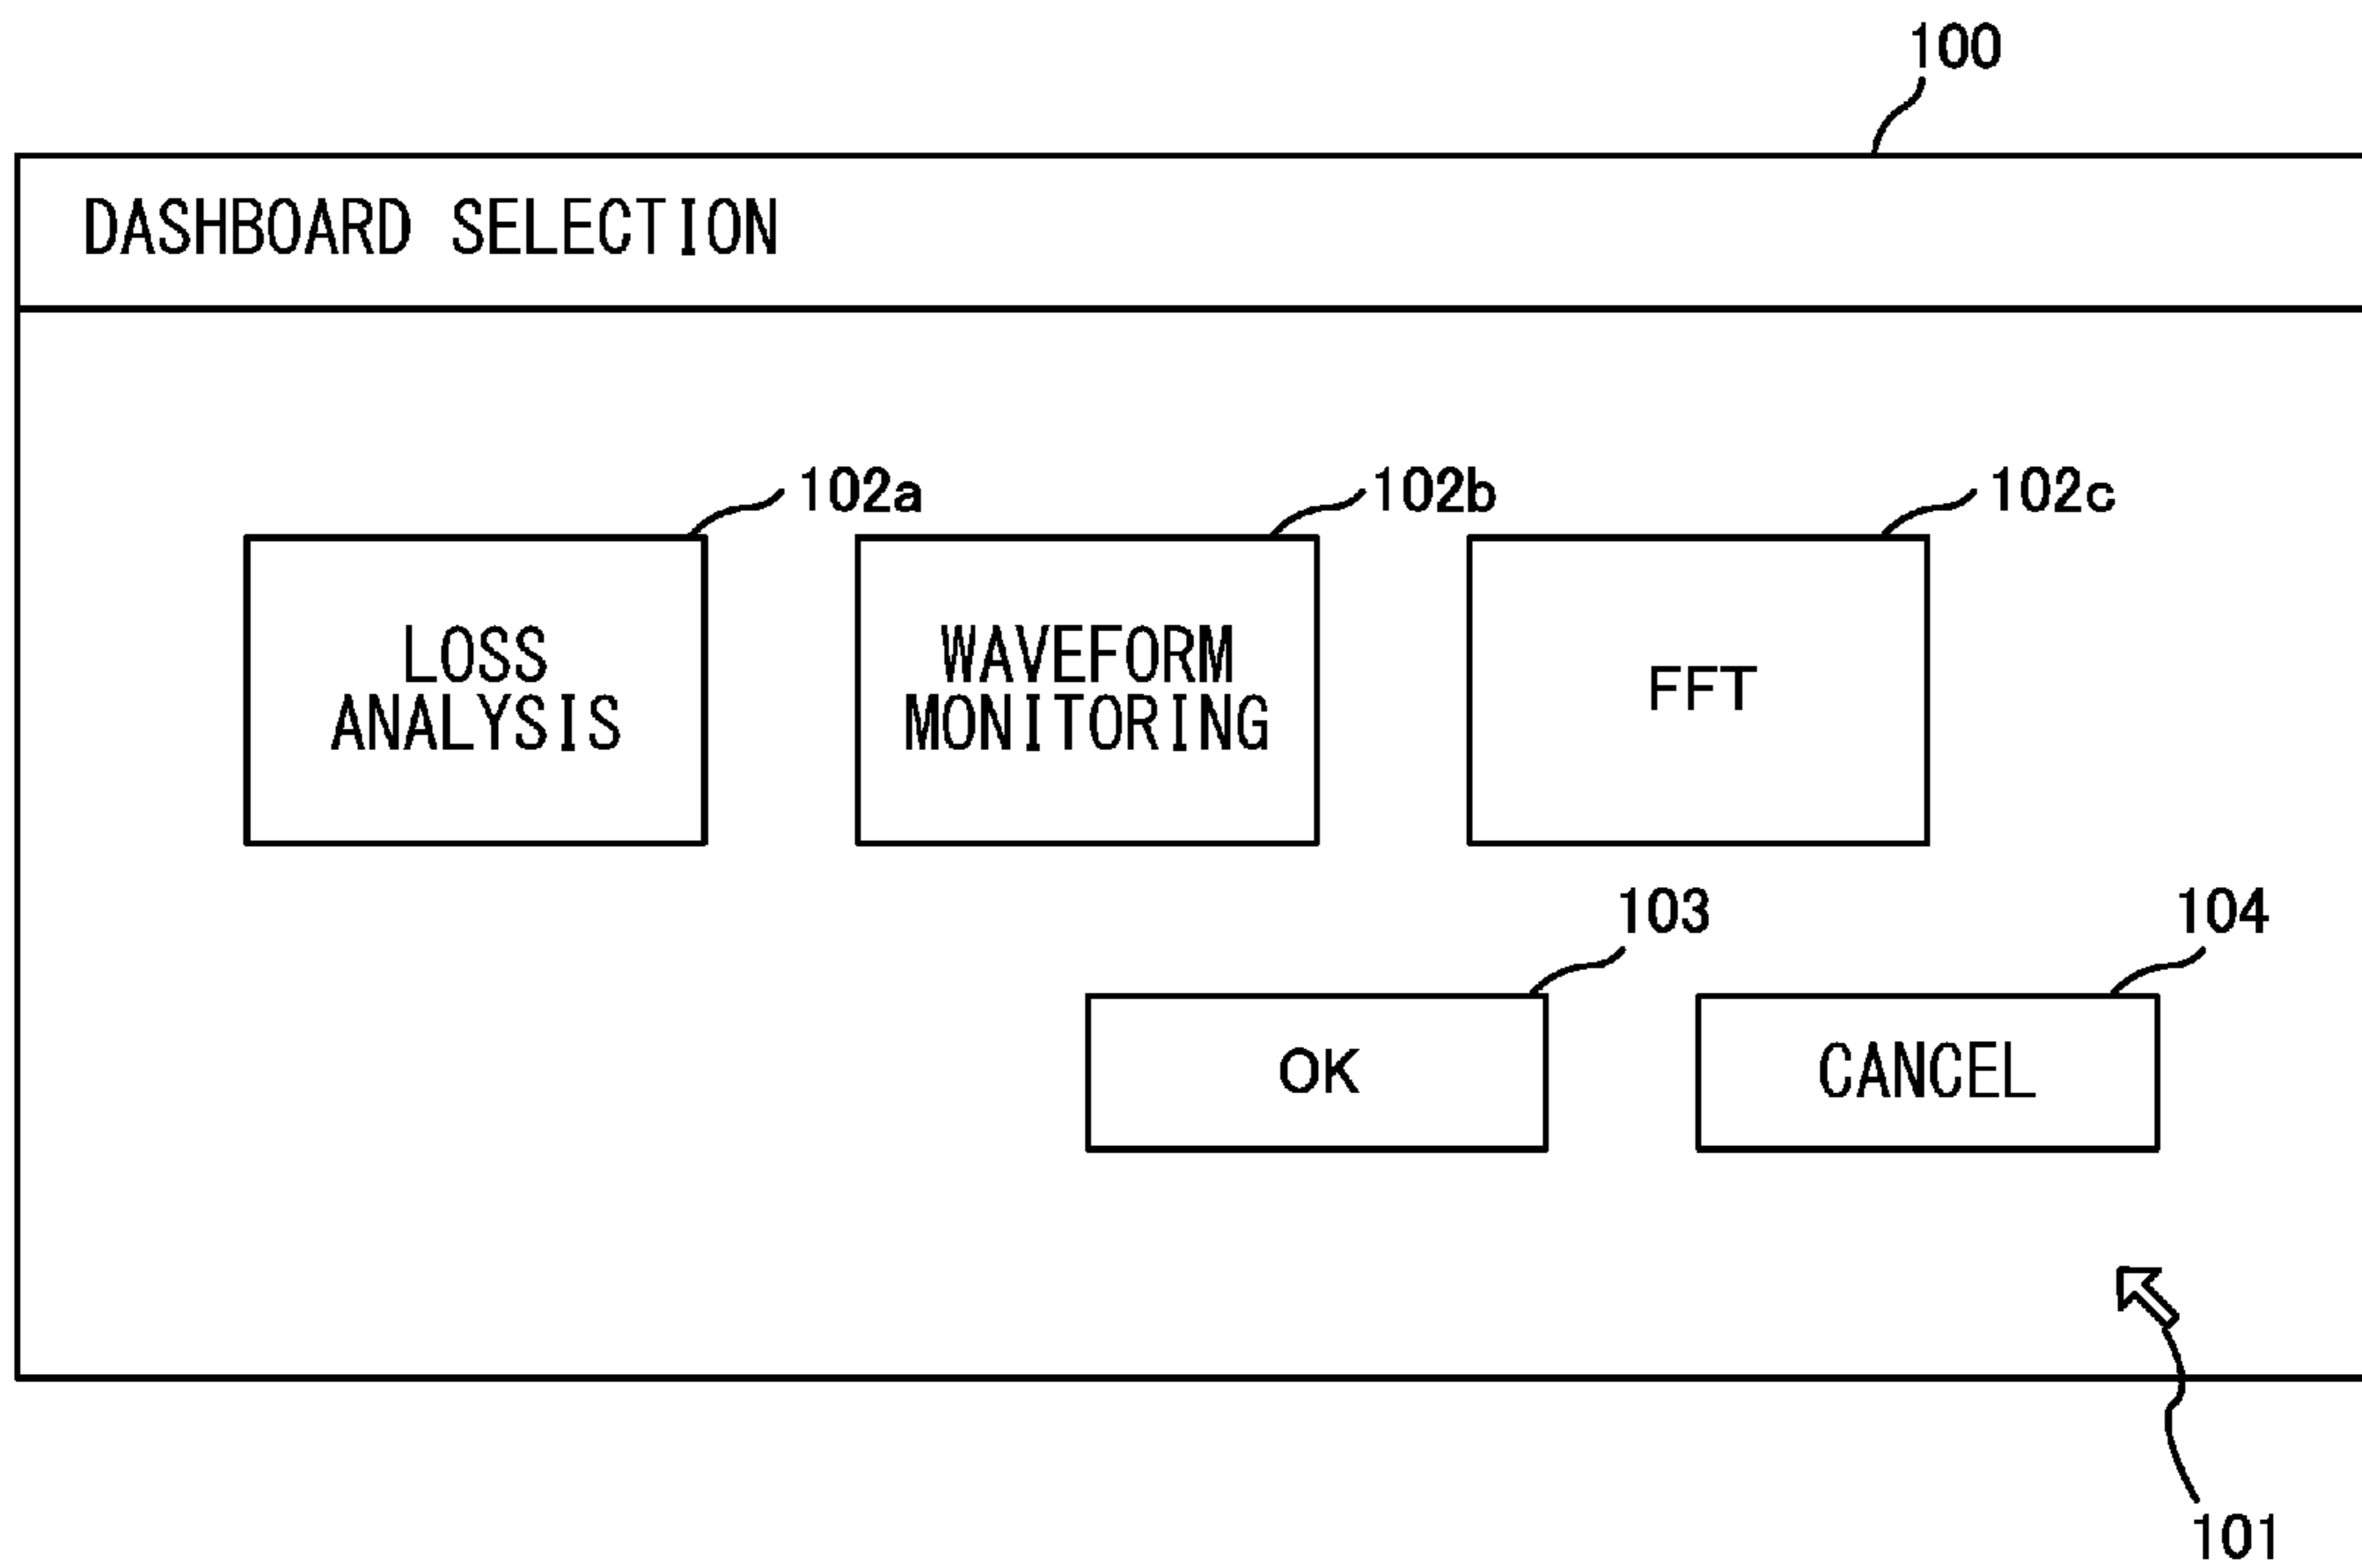 100
DASHBOARD SELECTION
102a
102b
102c
LOSS
ANALYSIS
WAVEFORM
MONITORING
FFT
103
104
OK
CANCEL
101